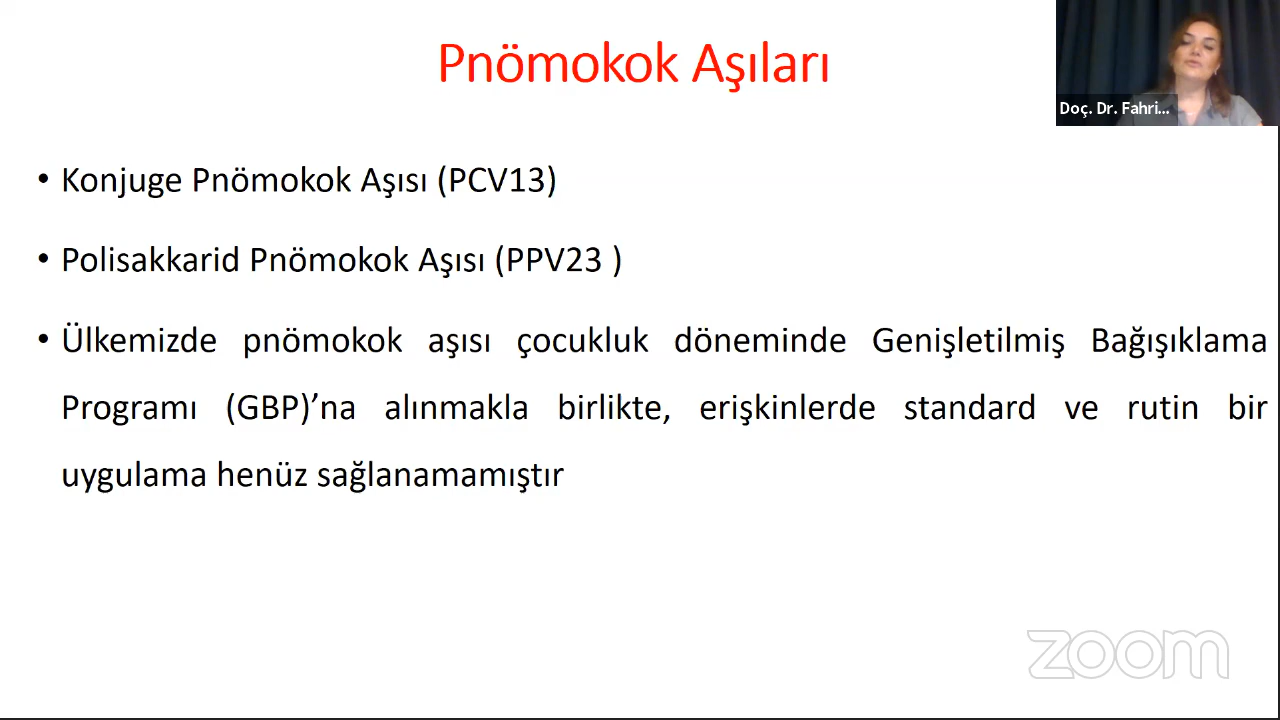 Pnömokok Aşıları
Doç. Dr. Fahri...
• Konjuge Pnömokok Aşısı (PCV13)
• Polisakkarid Pnömokok Aşısı (PPV23 )
• Ülkemizde pnömokok aşısı çocukluk döneminde Genişletilmiş Bağışıklama
Programı (GBP)’na alınmakla birlikte, erişkinlerde standard ve rutin bir
uygulama henüz sağlanamamıştır
zoom